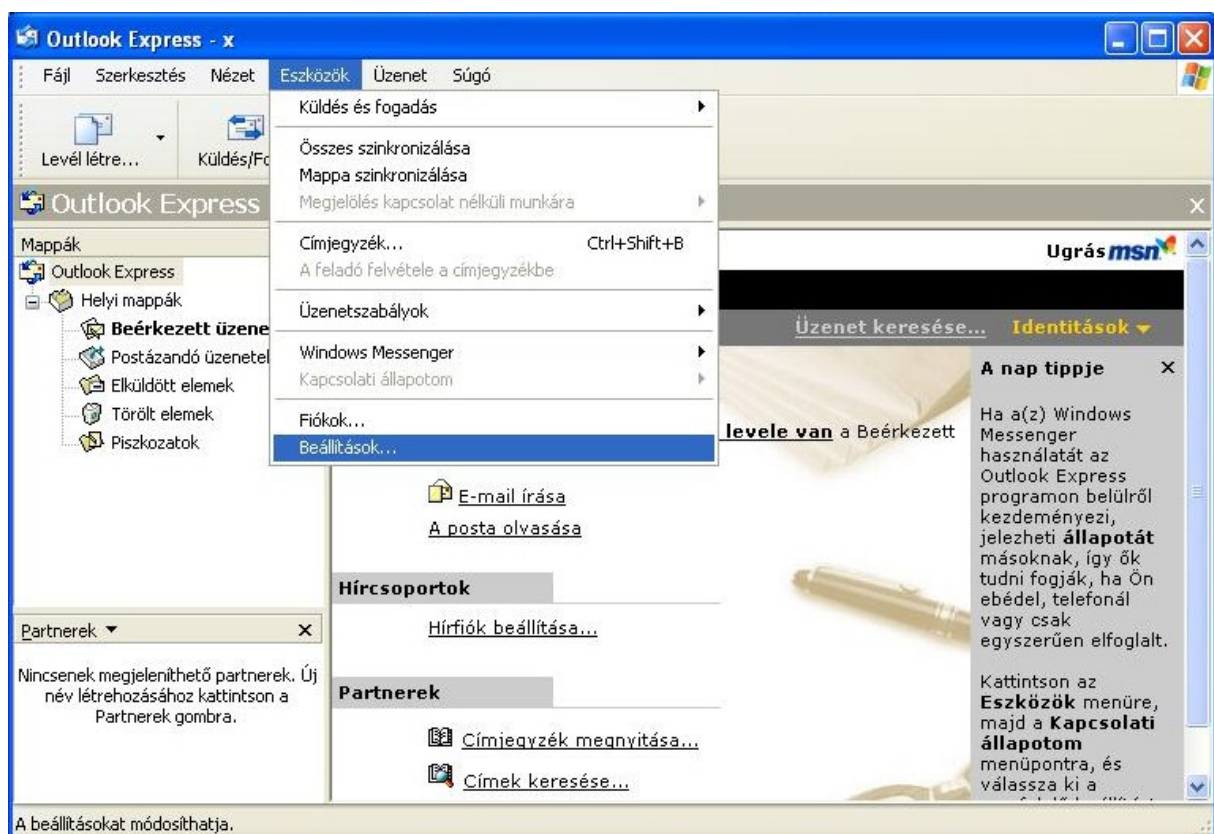 Outlook Express - x
Fájl Szerkesztés Nézet Eszközök Üzenet Súgó
Levél létre... Küldés/Fo
Küldés és fogadás
Összes szinkronizálása
Mappa szinkronizálása
Megjelölés kapcsolat nélküli munkára
Címjegyzék... Ctrl+Shift+B
A feladó felvétele a címjegyzékbe
Üzenetszabályok
Windows Messenger
Kapcsolati állapotom
Fiókok...
Beállítások...
Outlook Express
Mappák
Outlook Express
Helyi mappák
Beérkezett üzene
Postázandó üzenetel
Elküldött elemek
Törölt elemek
Piszkozatok
Partnerek
Nincsenek megjeleníthető partnerek. Új
név létrehozásához kattintson a
Partnerek gombra.
Ugrás msn
Üzenet keresése... Identitások
levele van a Beérkezett
E-mail írása
A posta olvasása
Hírcsoportok
Hírfiók beállítása...
Partnerek
Címjegyzék megnyitása...
Címek keresése...
A nap tippje
Ha a(z) Windows
Messenger
használatát az
Outlook Express
programon belülről
kezdeményezi,
jelezheti állapotát
másoknak, így ők
tudni fogják, ha Ön
ebédel, telefonál
vagy csak
egyszerűen elfoglalt.
Kattintson az
Eszközök menüre,
majd a Kapcsolati
állapotom
menüpontra, és
válassza ki a
A beállításokat módosíthatja.